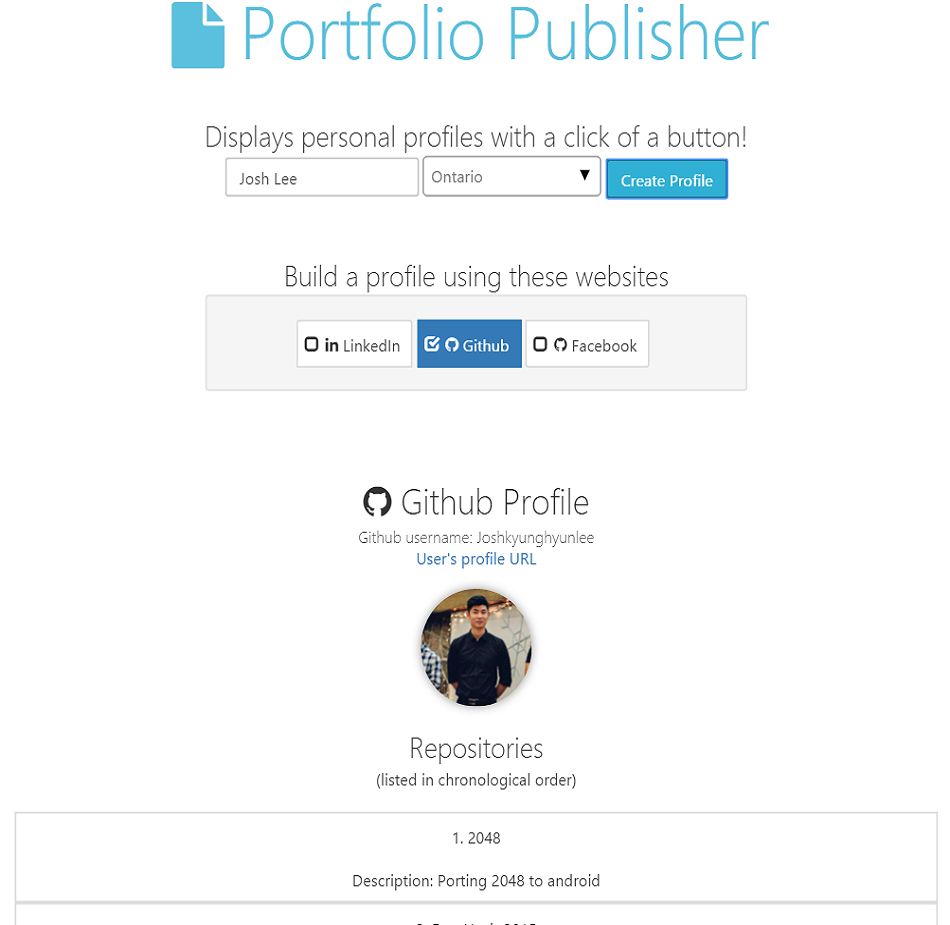 Portfolio Publisher
Displays personal profiles with a click of a button!
Josh Lee Ontario Create Profile
Build a profile using these websites
in LinkedIn Github Facebook
Github Profile
Github username: Joshkyunghyunlee
User's profile URL
Repositories
(listed in chronological order)
1. 2048
Description: Porting 2048 to android